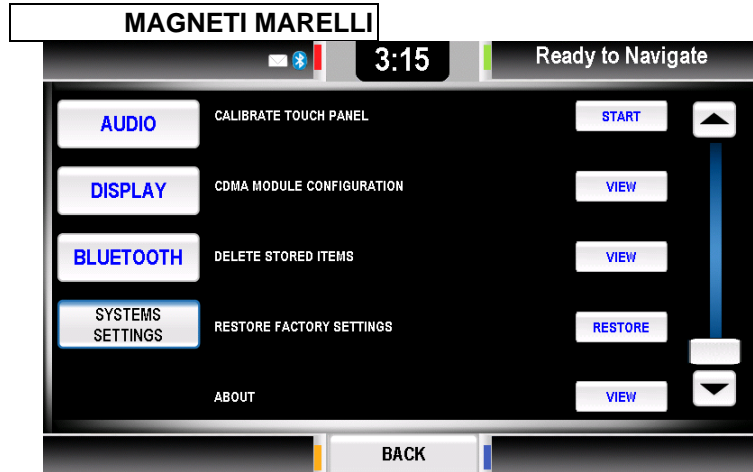 MAGNETI MARELLI
3:15
Ready to Navigate
AUDIO
CALIBRATE TOUCH PANEL
START
DISPLAY
CDMA MODULE CONFIGURATION
VIEW
BLUETOOTH
DELETE STORED ITEMS
VIEW
SYSTEMS
SETTINGS
RESTORE FACTORY SETTINGS
RESTORE
ABOUT
VIEW
BACK